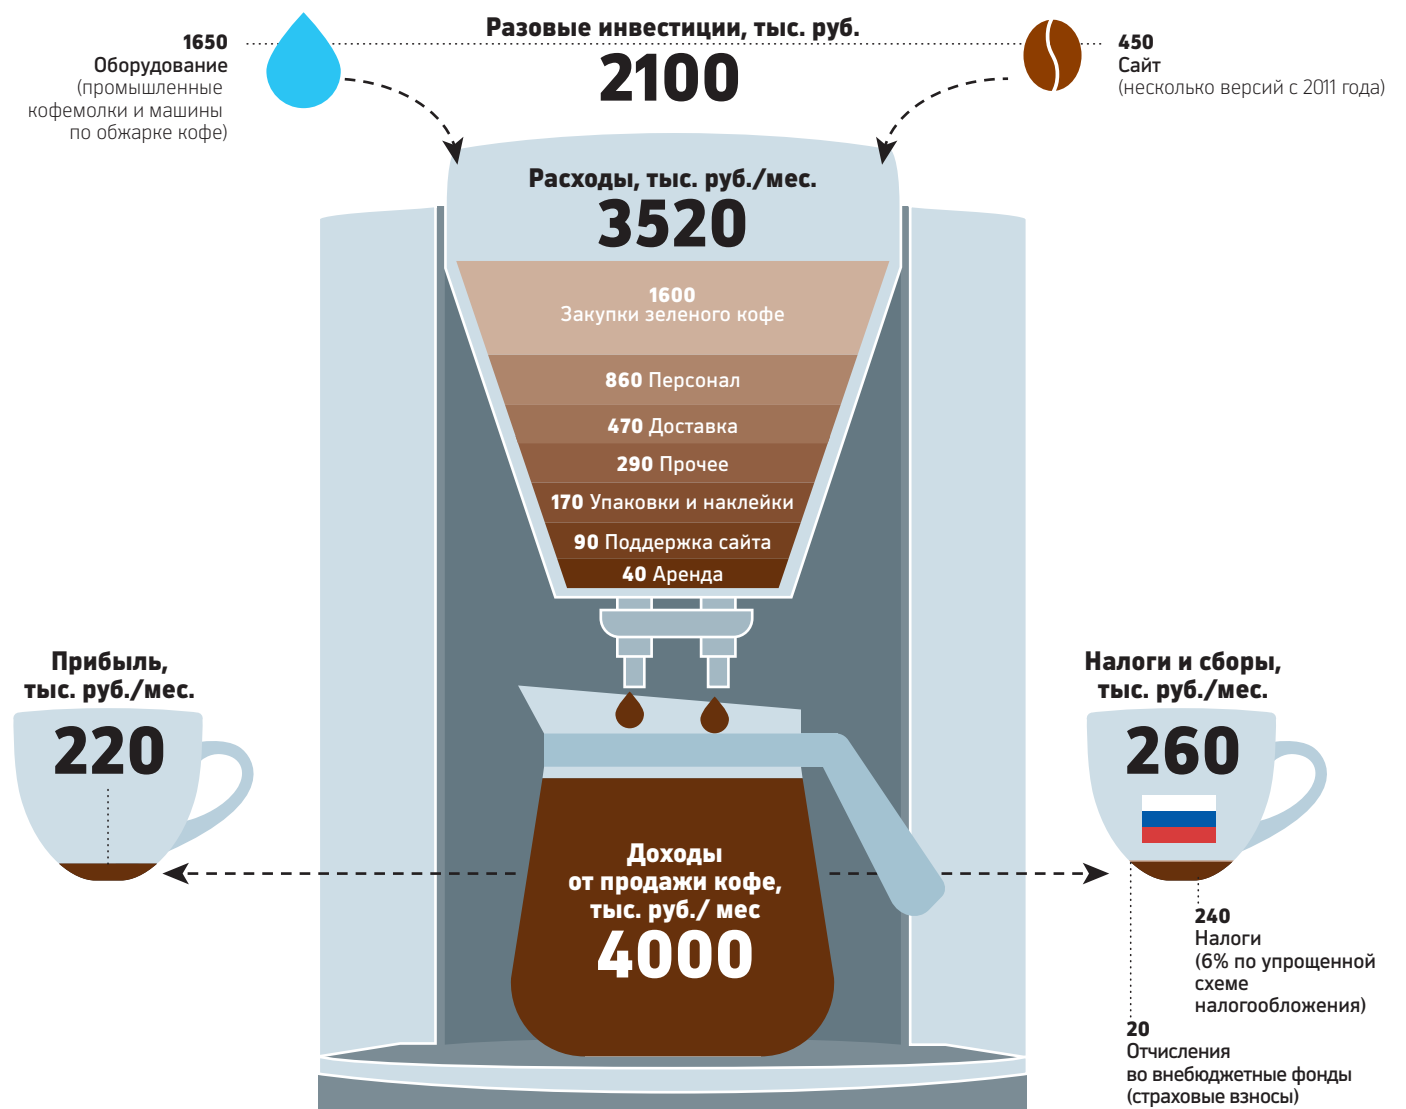 Разовые инвестиции, тыс. руб.
2100
1650
Оборудование
(промышленные
кофемолки и машины
по обжарке кофе)
450
Сайт
(несколько версий с 2011 года)
Расходы, тыс. руб./мес.
3520
1600
Закупки зеленого кофе
860 Персонал
470 Доставка
290 Прочее
170 Упаковки и наклейки
90 Поддержка сайта
40 Аренда
Прибыль,
тыс. руб./мес.
220
Налоги и сборы,
тыс. руб./мес.
260
Доходы
от продажи кофе,
тыс. руб./ мес
4000
240
Налоги
(6% по упрощенной
схеме
налогообложения)
20
Отчисления
во внебюджетные фонды
(страховые взносы)